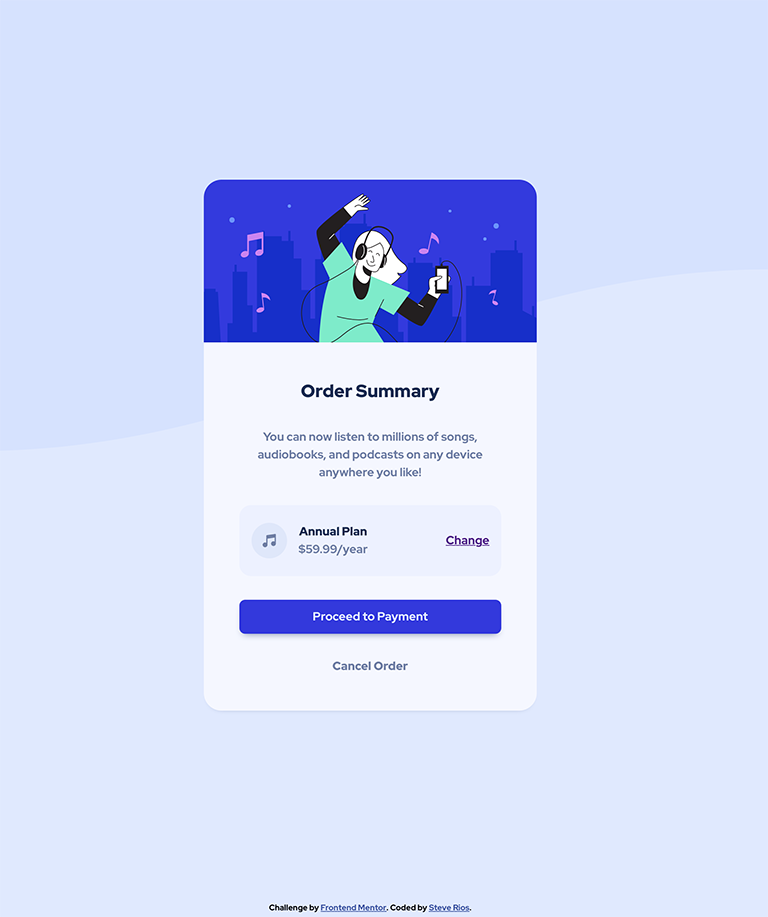 Order Summary
You can now listen to millions of songs,
audiobooks, and podcasts on any device
anywhere you like!
Annual Plan
$59.99/year
Change
Proceed to Payment
Cancel Order
Challenge by Frontend Mentor. Coded by Steve Rios.